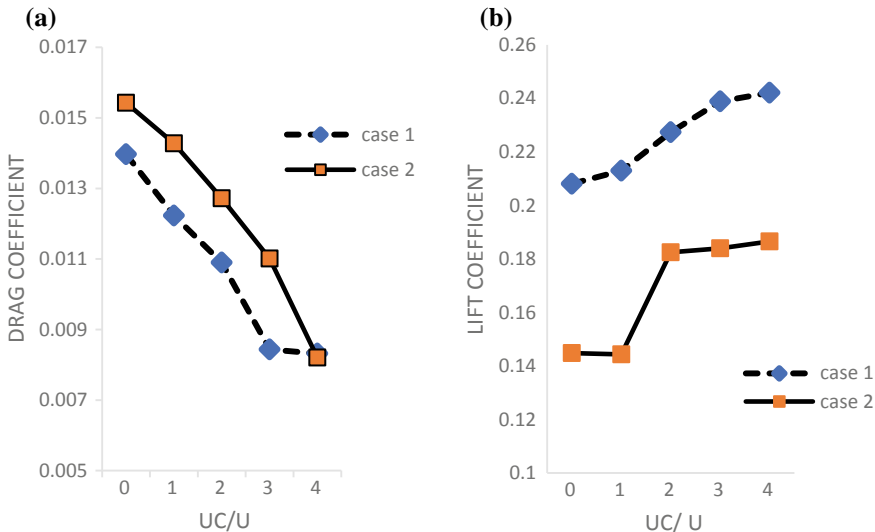 (a)
0.017
0.015
0.013
0.011
0.009
0.007
0.005
DRAG COEFFICIENT
0 1 2 3 4
UC/U
case 1
case 2
(b)
0.26
0.24
0.22
0.2
0.18
0.16
0.14
0.12
0.1
LIFT COEFFICIENT
0 1 2 3 4
UC/ U
case 1
case 2